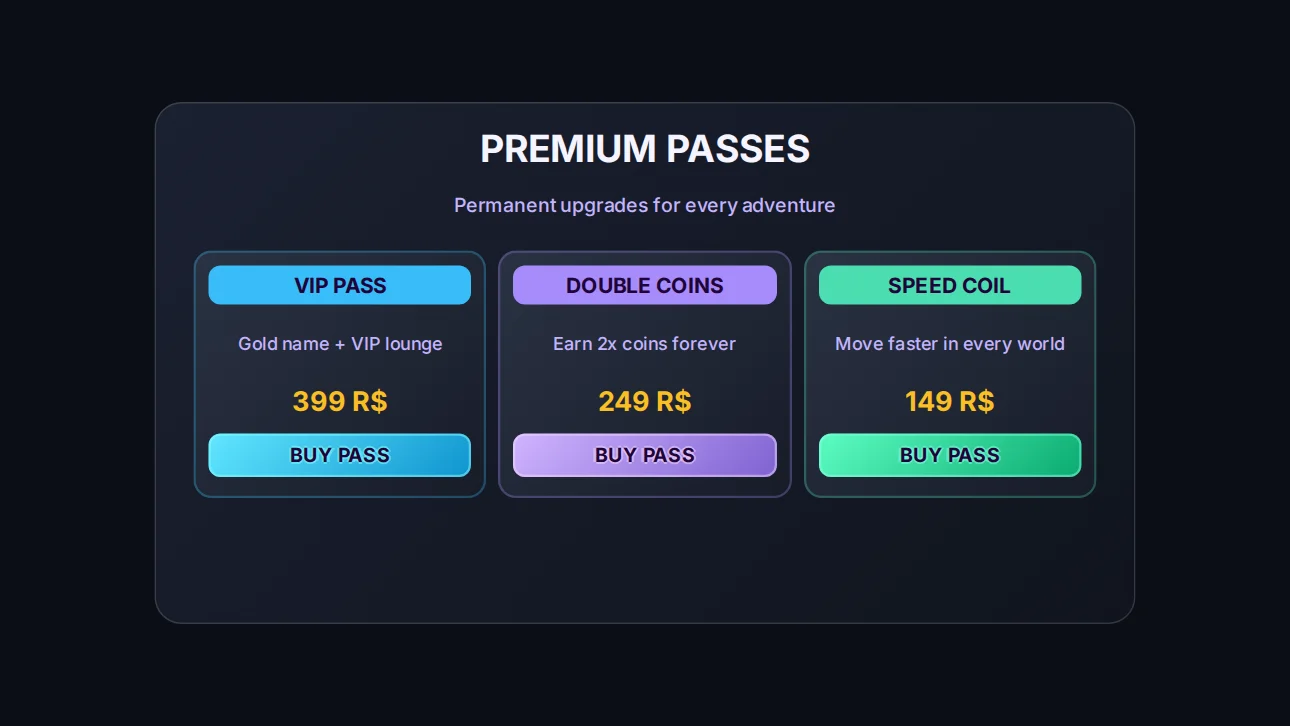 PREMIUM PASSES
Permanent upgrades for every adventure
VIP PASS
Gold name + VIP lounge
399 R$
BUY PASS
DOUBLE COINS
Earn 2x coins forever
249 R$
BUY PASS
SPEED COIL
Move faster in every world
149 R$
BUY PASS